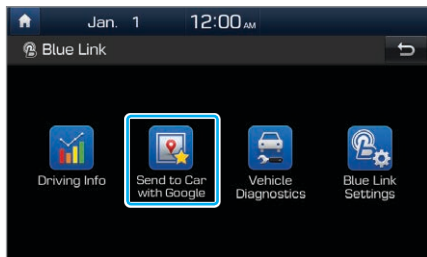 Jan. 1 12:00 AM
Blue Link
Driving Info
Send to Car
with Google
Vehicle
Diagnostics
Blue Link
Settings